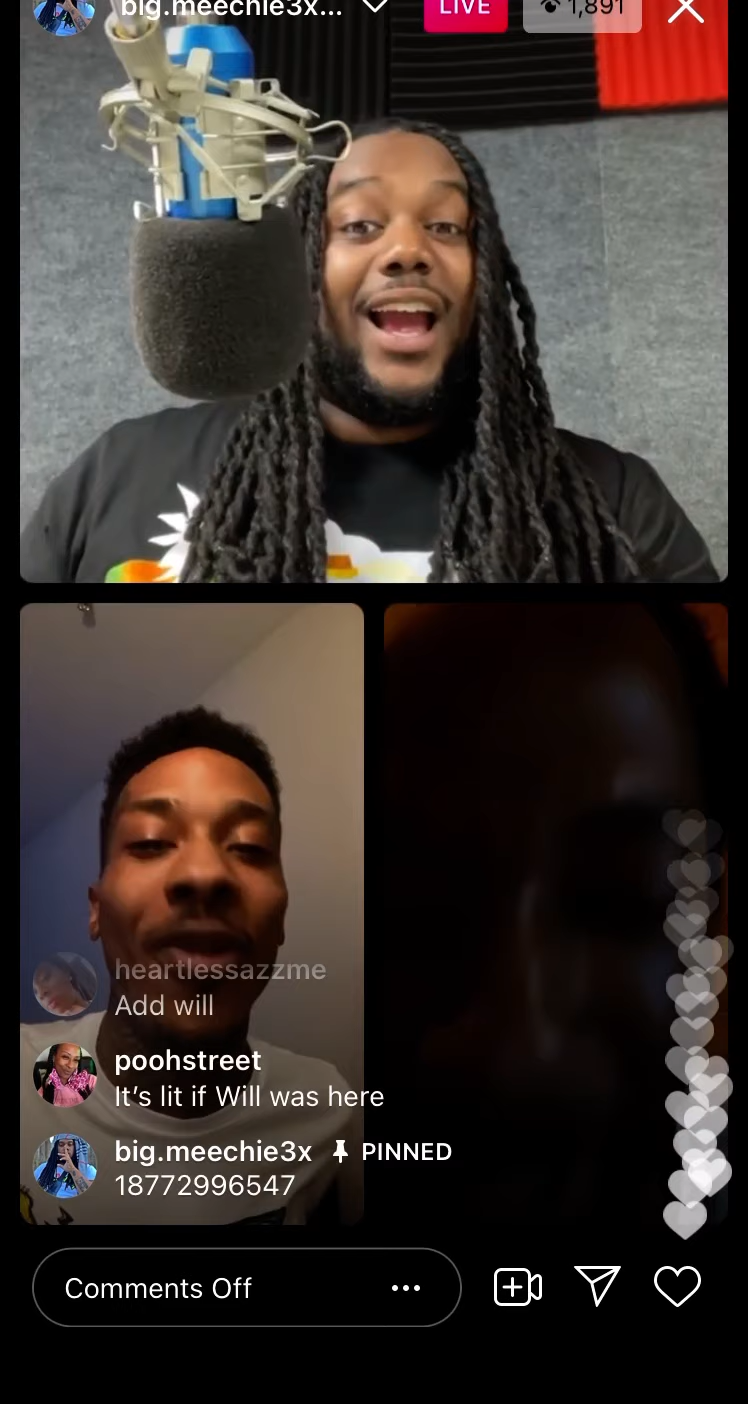 big.meechie3x...
LIVE
1,891
heartlessazzme
Add will
poohstreet
It's lit if Will was here
big.meechie3x PINNED
18772996547
Comments Off